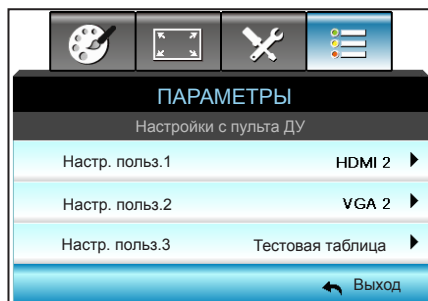 ПАРАМЕТРЫ
Настройки с пульта ДУ
Настр. польз.1 HDMI 2
Настр. польз.2 VGA 2
Настр. польз.3 Тестовая таблица
Выход